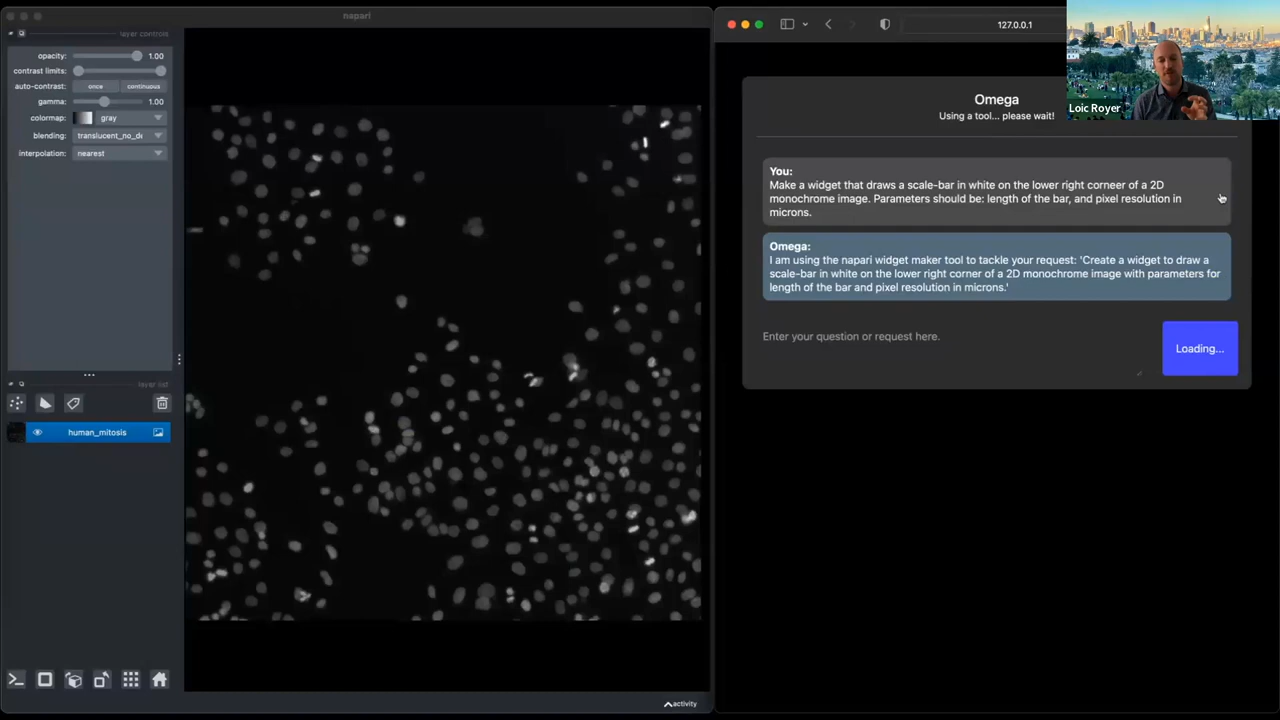 napari
layer controls
opacity: 1.00
contrast limits:
auto-contrast: once continuous
gamma: 1.00
colormap: gray
blending: translucent_no_de
interpolation: nearest
layer list
human_mitosis
activity
127.0.0.1
Loic Royer
Omega
Using a tool... please wait!
You:
Make a widget that draws a scale-bar in white on the lower right corneer of a 2D
monochrome image. Parameters should be: length of the bar, and pixel resolution in
microns.
Omega:
I am using the napari widget maker tool to tackle your request: 'Create a widget to draw a
scale-bar in white on the lower right corner of a 2D monochrome image with parameters for
length of the bar and pixel resolution in microns.'
Enter your question or request here.
Loading...